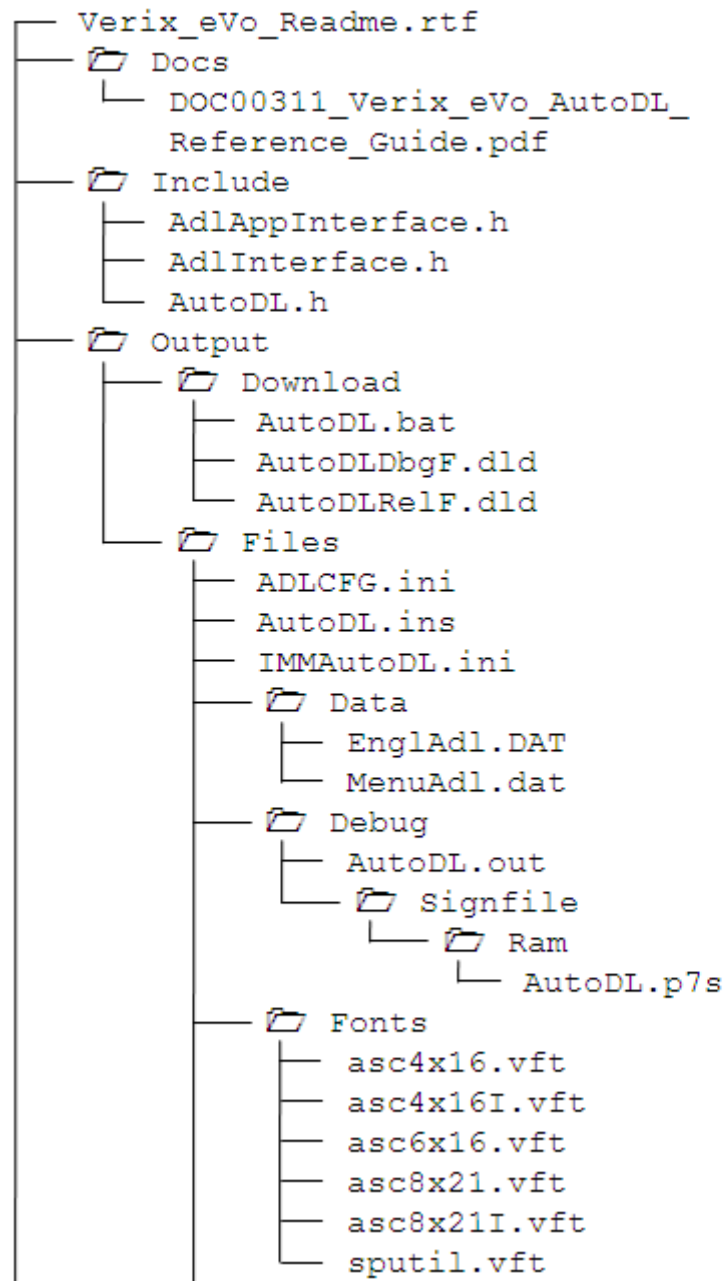 Verix_eVo_Readme.rtf
Docs
DOC00311_Verix_eVo_AutoDL_
Reference_Guide.pdf
Include
AdlAppInterface.h
AdlInterface.h
AutoDL.h
Output
Download
AutoDL.bat
AutoDLDbgF.dld
AutoDLRelF.dld
Files
ADLCFG.ini
AutoDL.ins
IMMAutoDL.ini
Data
EnglAdl.DAT
MenuAdl.dat
Debug
AutoDL.out
Signfile
Ram
AutoDL.p7s
Fonts
asc4x16.vft
asc4x16I.vft
asc6x16.vft
asc8x21.vft
asc8x21I.vft
sputil.vft